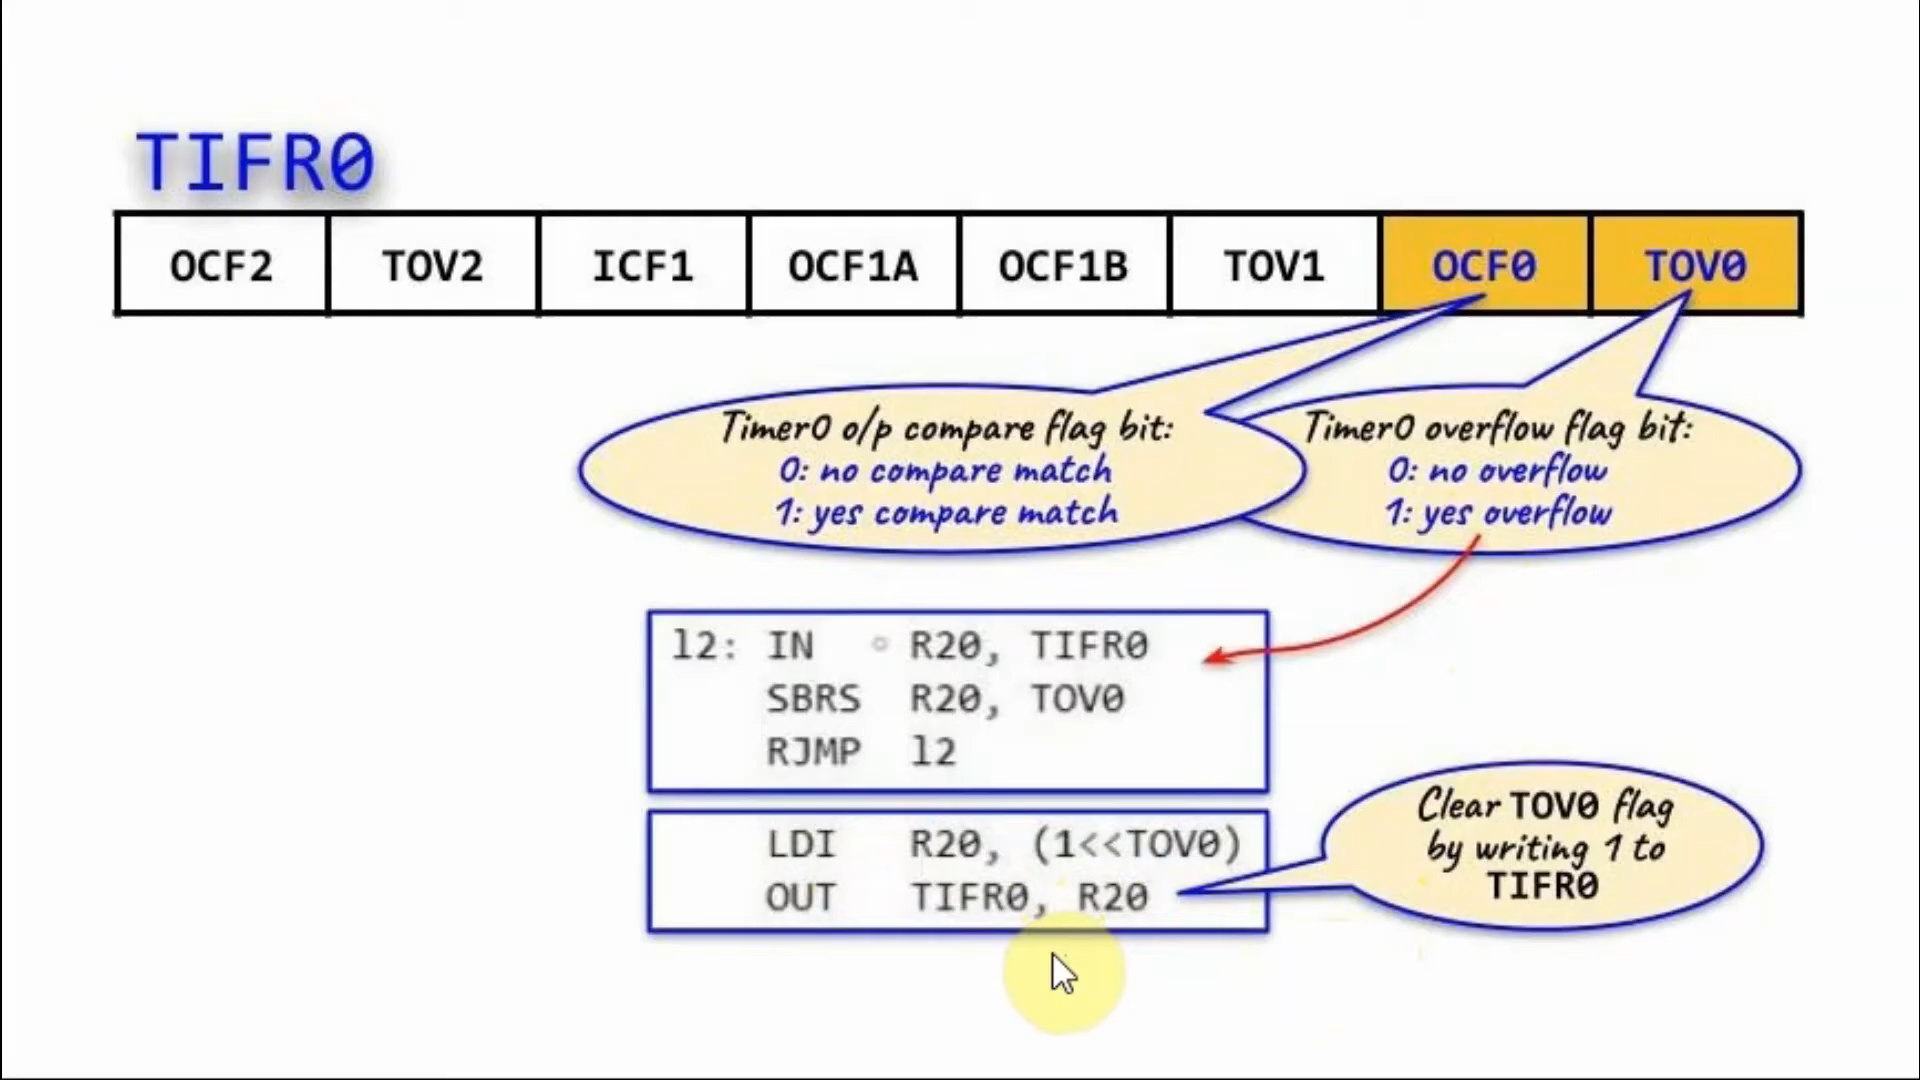 TIFR0
OCF2 TOV2 ICF1 OCF1A OCF1B TOV1 OCF0 TOV0
Timer0 o/p compare flag bit:
0: no compare match
1: yes compare match
Timer0 overflow flag bit:
0: no overflow
1: yes overflow
l2: IN R20, TIFR0
SBRS R20, TOV0
RJMP l2
LDI R20, (1<<TOV0)
OUT TIFR0, R20
Clear TOV0 flag
by writing 1 to
TIFR0